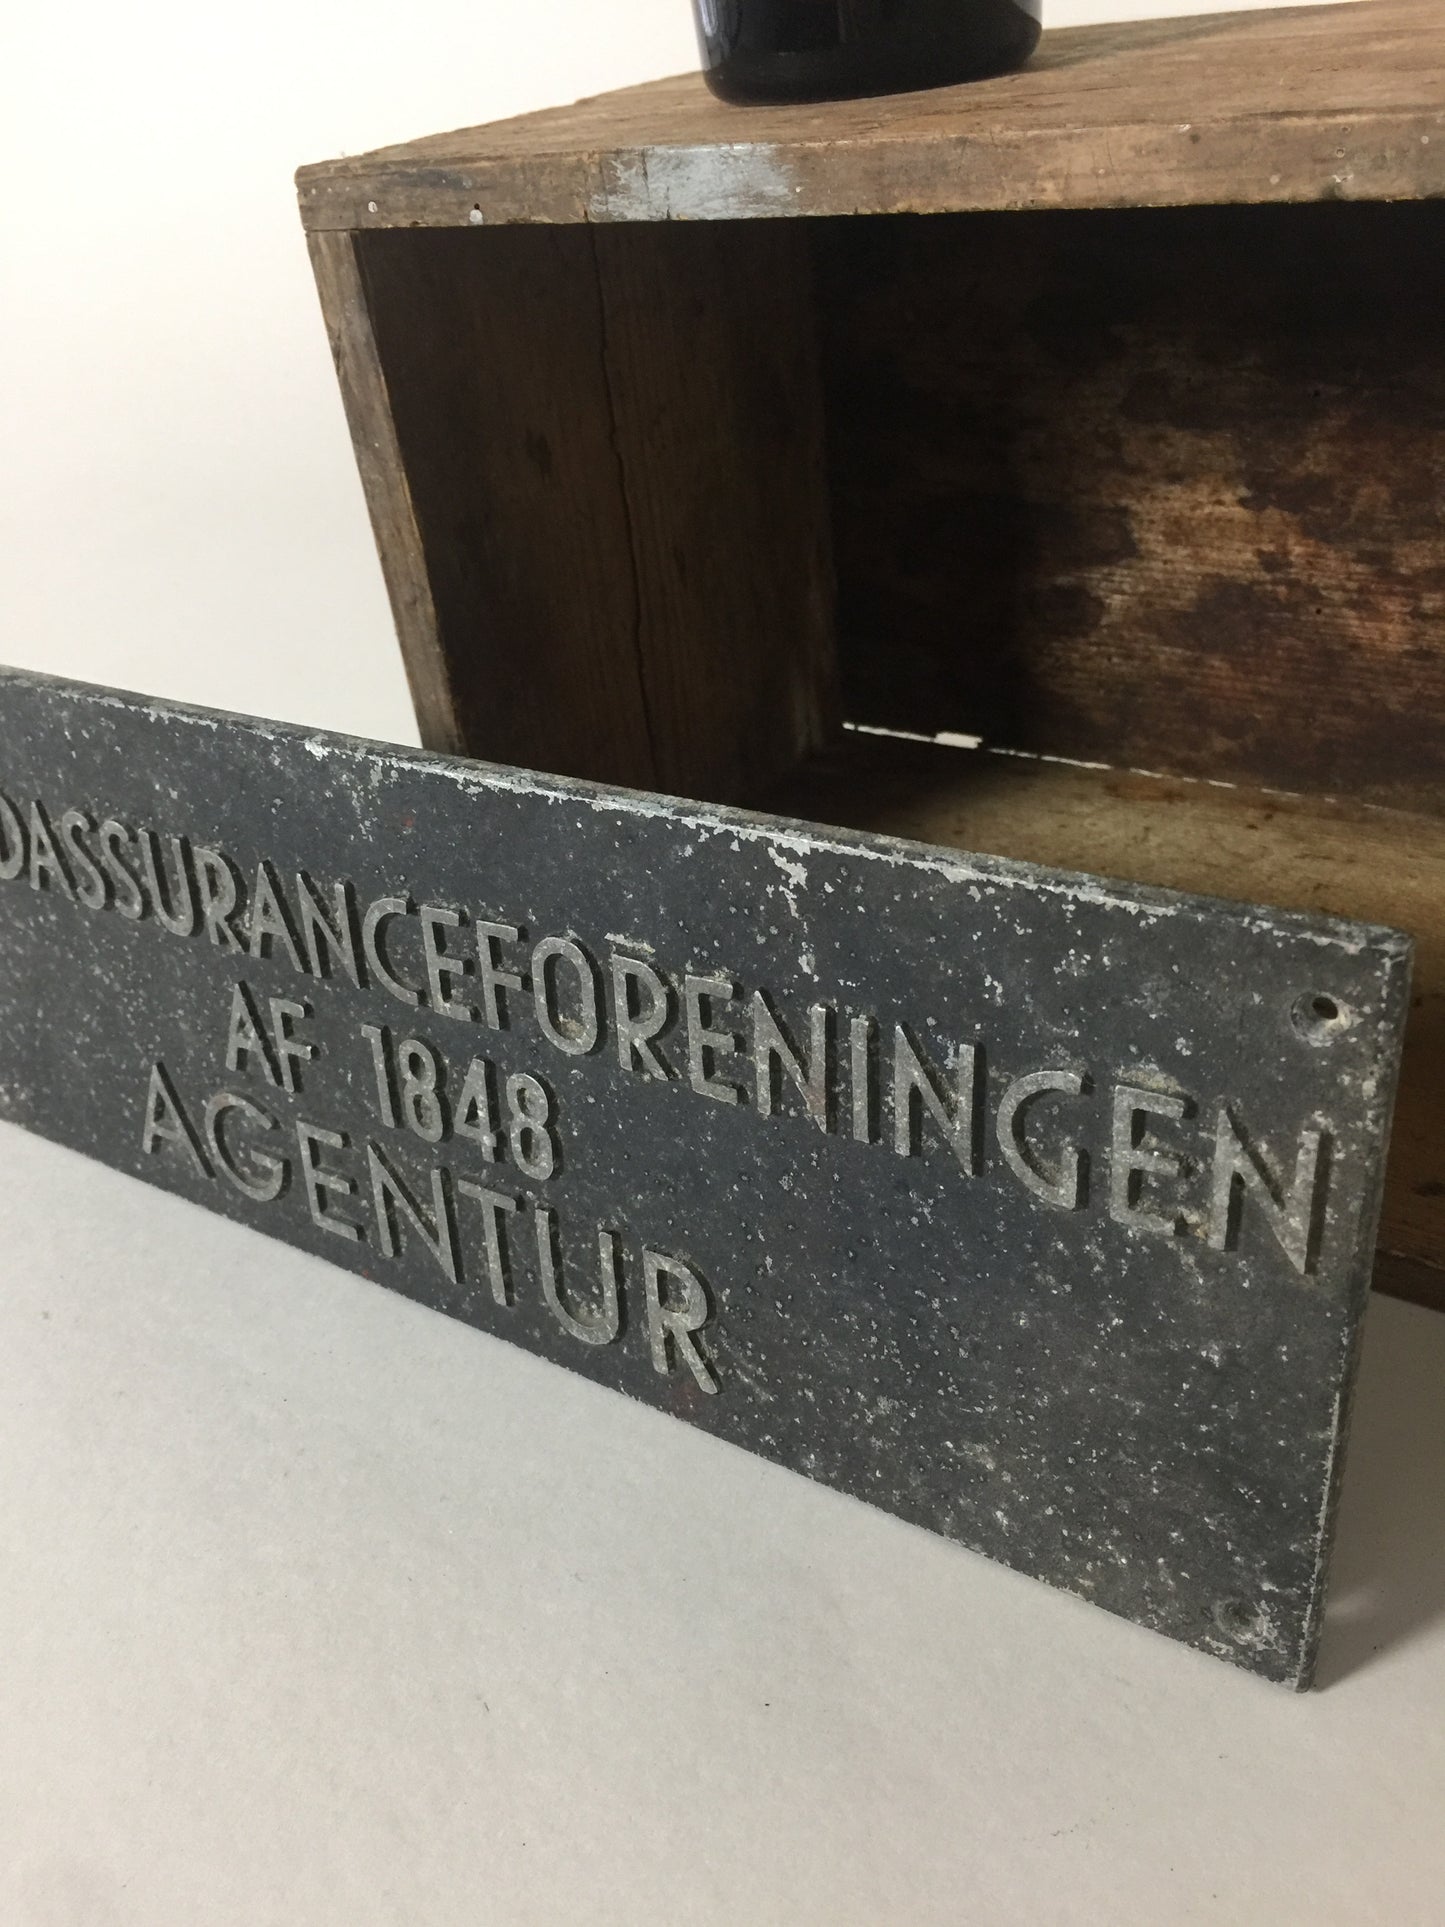 DASSURANCEFORENINGEN
AF 1848
AGENTUR